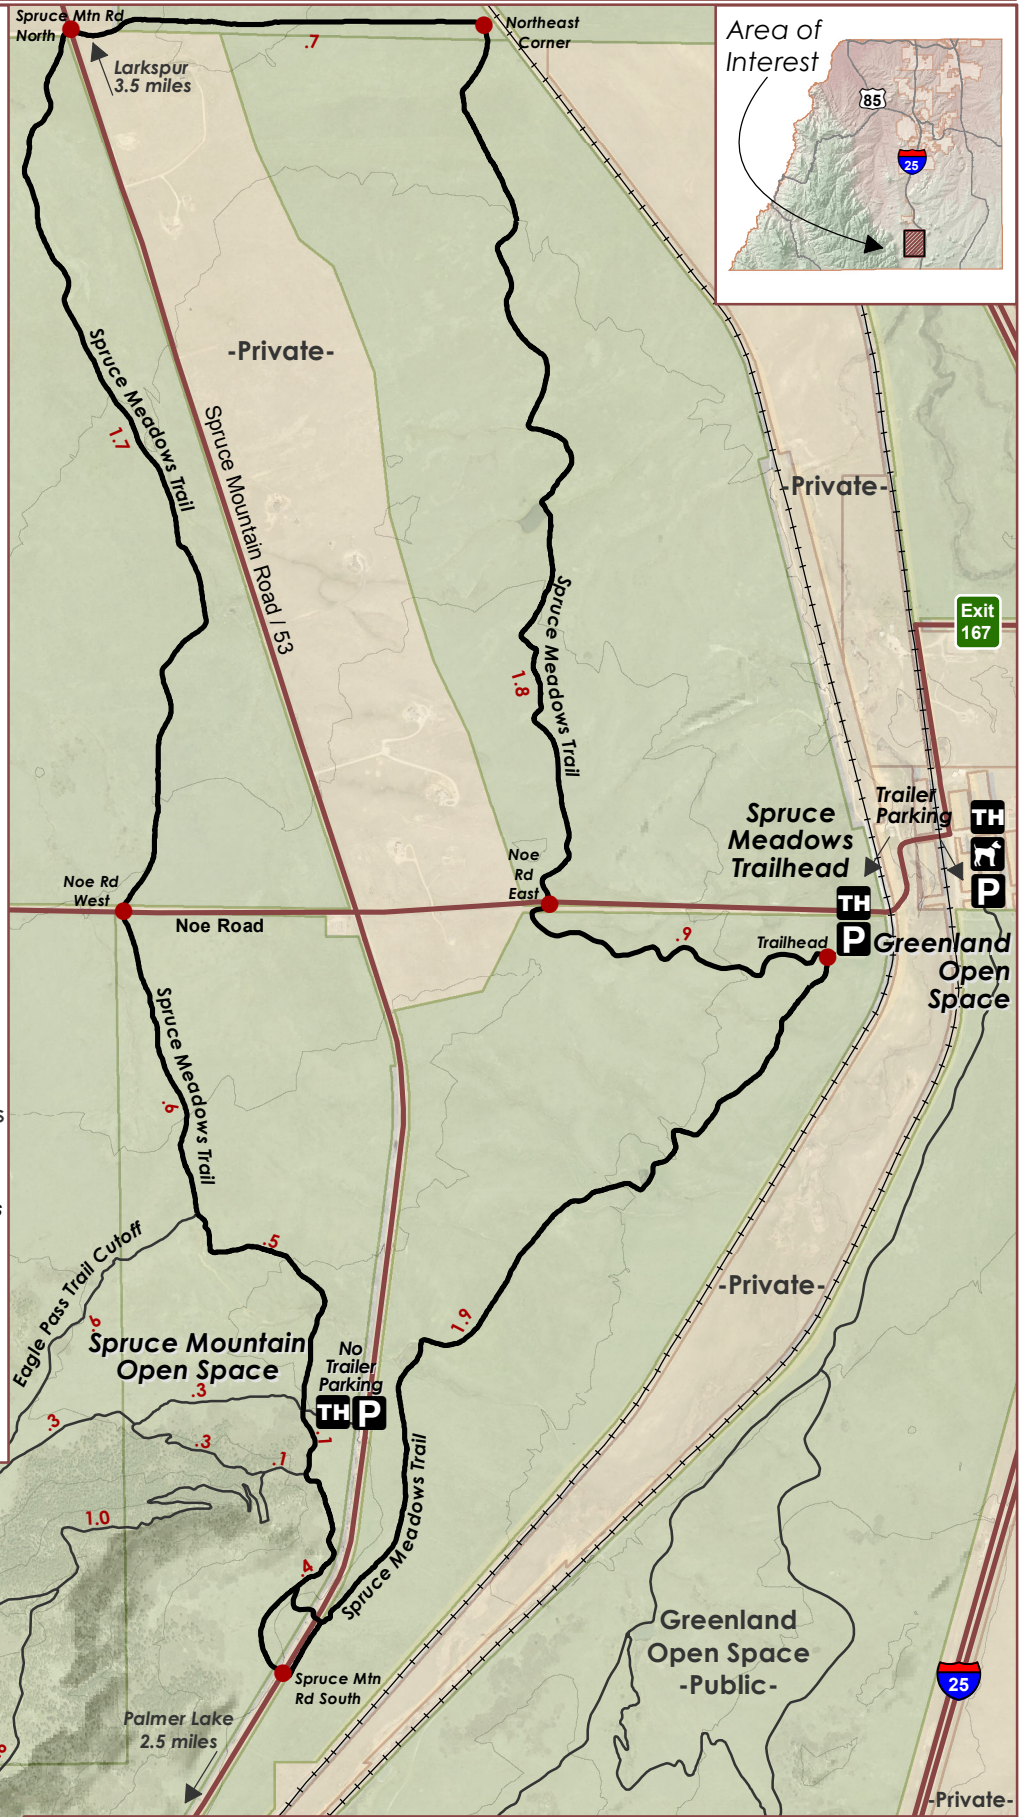 Spruce Mtn Rd
North
Northeast
Corner
.7
Larkspur
3.5 miles
Area of
Interest
85
25
-Private-
Spruce Meadows Trail
1.7
Spruce Mountain Road / 53
-Private-
Exit
167
Spruce Meadows Trail
1.8
Trailer
Parking
Spruce
Meadows
Trailhead
TH
P
TH
P
Noe
Rd
East
Noe Rd
West
Noe Road
.9
Trailhead
Greenland
Open
Space
Spruce Meadows Trail
.6
s
s
Eagle Pass Trail Cutoff
.6
.5
-Private-
1.9
Spruce Mountain
Open Space
No
Trailer
Parking
TH P
.3
.3
.3
.1
.1
1.0
Spruce Meadows Trail
.4
Greenland
Open Space
-Public-
25
Spruce Mtn
Rd South
Palmer Lake
2.5 miles
-Private-